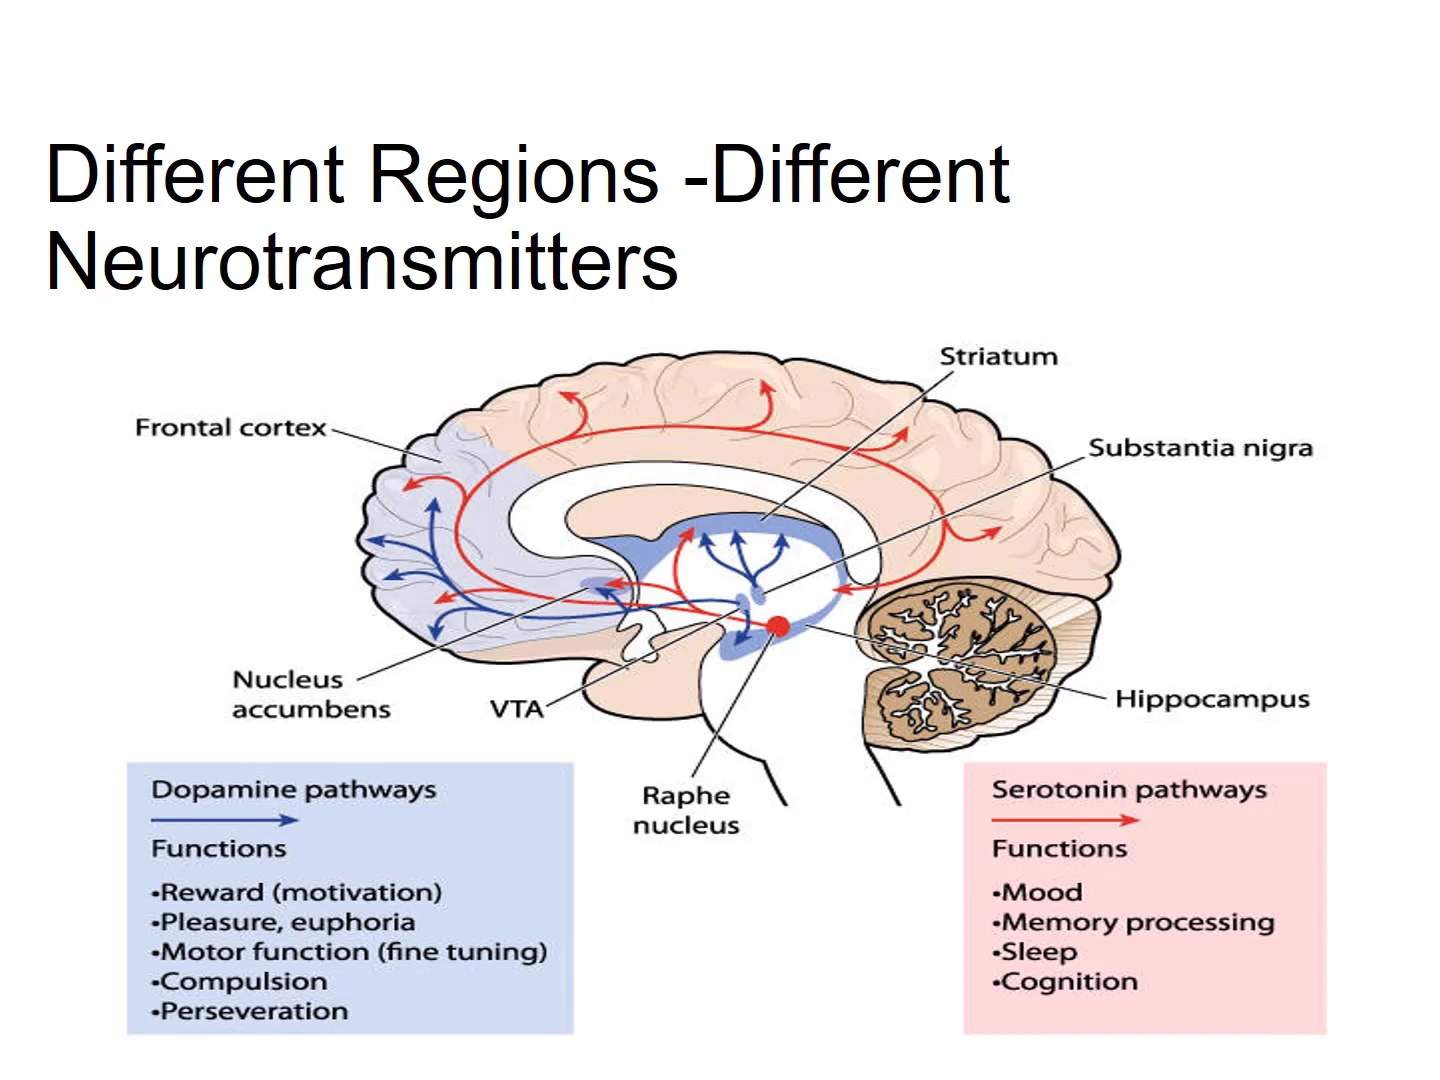 Different Regions -Different
Neurotransmitters
Striatum
Frontal cortex
Substantia nigra
Nucleus
accumbens
VTA
Hippocampus
Raphe
nucleus
Dopamine pathways
Functions
•Reward (motivation)
•Pleasure, euphoria
•Motor function (fine tuning)
•Compulsion
•Perseveration
Serotonin pathways
Functions
•Mood
•Memory processing
•Sleep
•Cognition